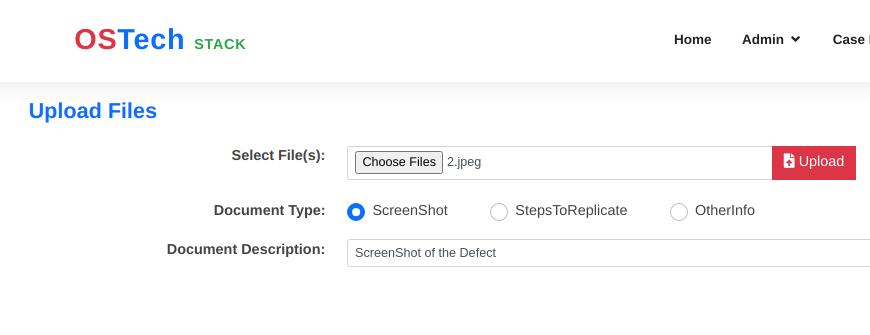 OSTech STACK
Home Admin Case
Upload Files
Select File(s): Choose Files 2.jpeg Upload
Document Type: ScreenShot StepsToReplicate OtherInfo
Document Description: ScreenShot of the Defect